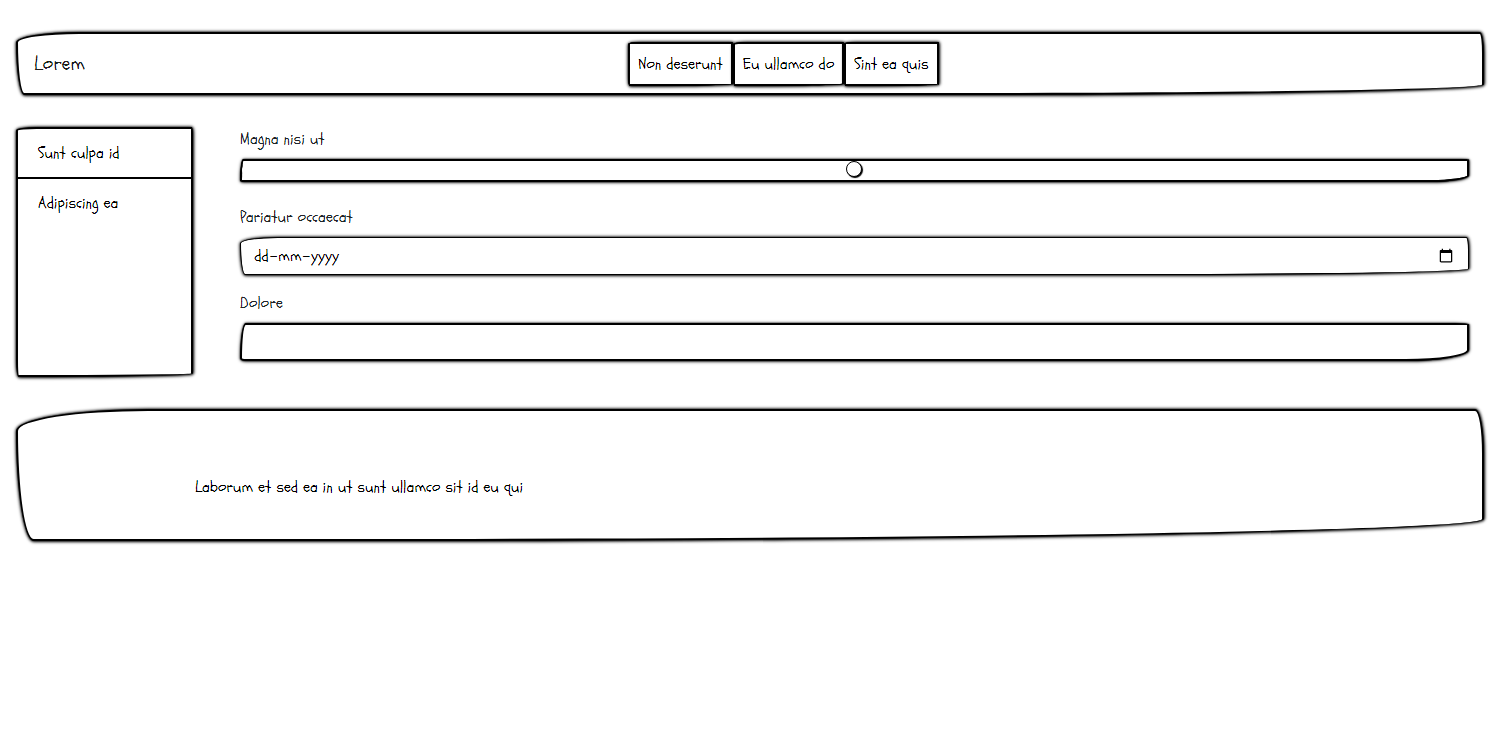 Lorem
Non deserunt
Eu ullamco do
Sint ea quis
Sunt culpa id
Adipiscing ea
Magna nisi ut
Pariatur occaecat
dd-mm-yyyy
Dolore
Laborum et sed ea in ut sunt ullamco sit id eu qui